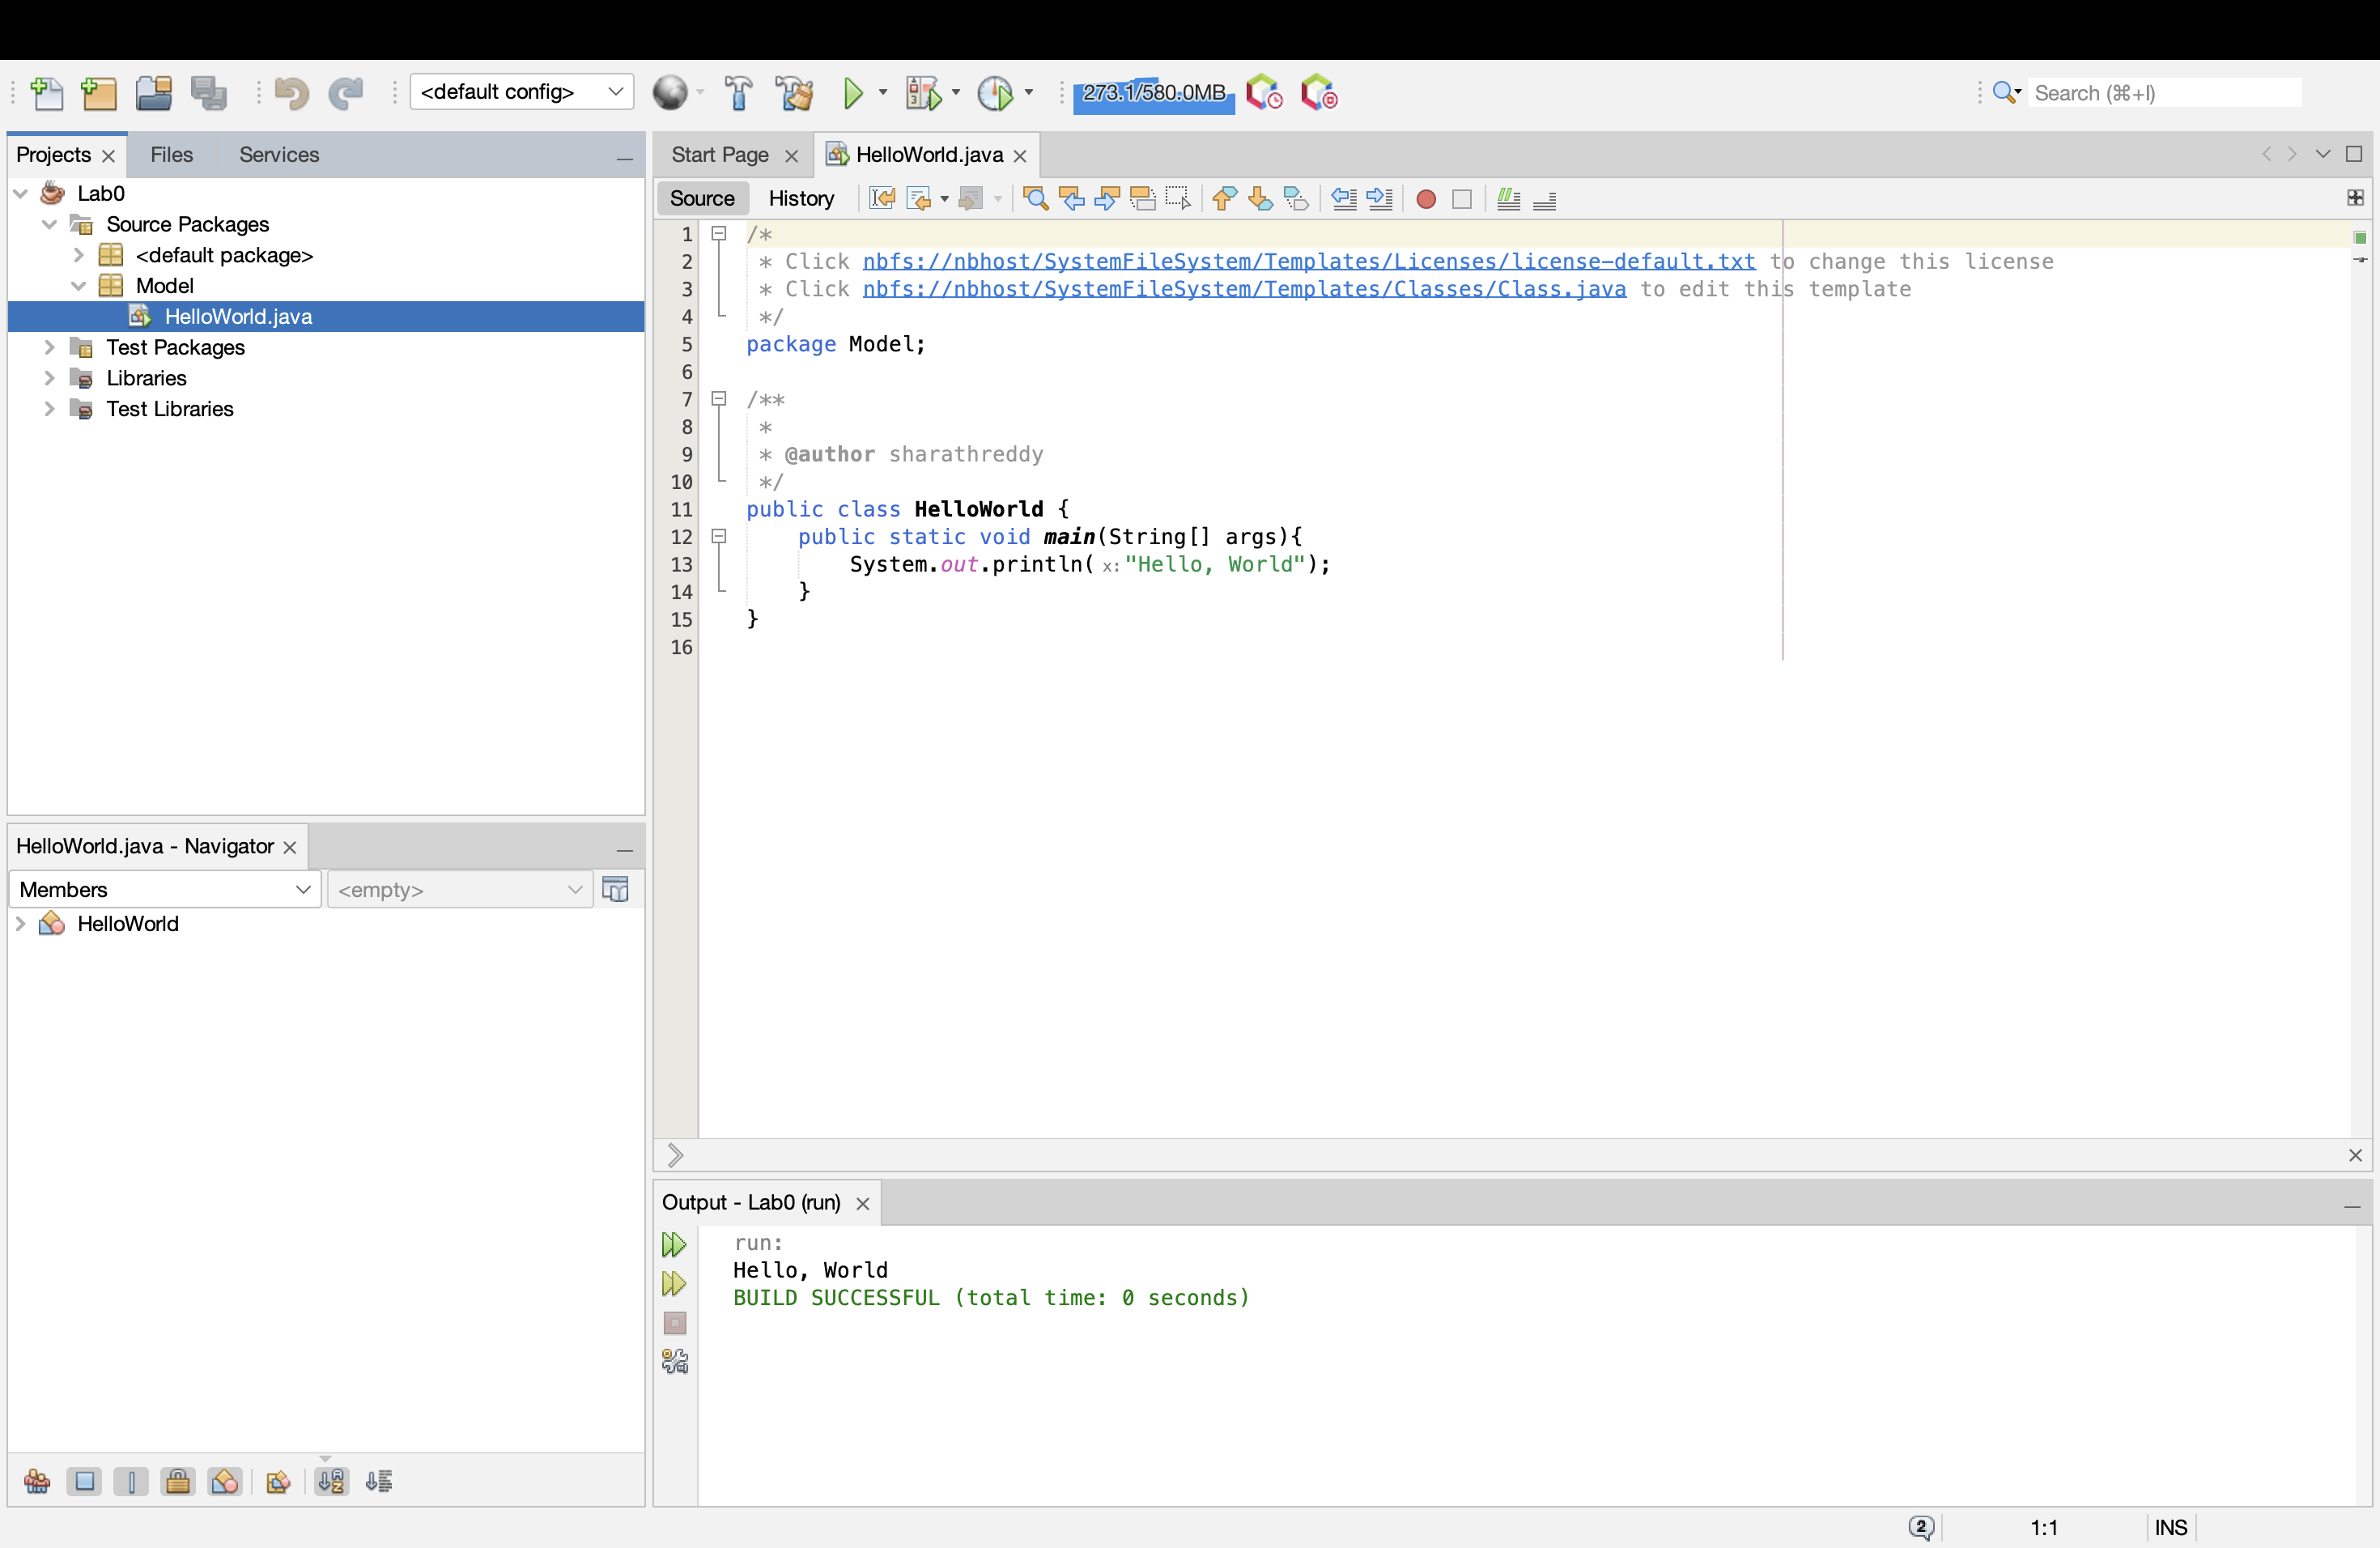 <default config>
273.1/580.0MB
Search (⌘+I)
Projects
Files
Services
Lab0
Source Packages
<default package>
Model
HelloWorld.java
Test Packages
Libraries
Test Libraries
HelloWorld.java - Navigator
Members
<empty>
HelloWorld
Start Page
HelloWorld.java
Source
History
1 /*
2 * Click nbfs://nbhost/SystemFileSystem/Templates/Licenses/license-default.txt to change this license
3 * Click nbfs://nbhost/SystemFileSystem/Templates/Classes/Class.java to edit this template
4 */
5 package Model;
6
7 /**
8 *
9 * @author sharathreddy
10 */
11 public class HelloWorld {
12 public static void main(String[] args){
13 System.out.println( x: "Hello, World");
14 }
15 }
16
Output - Lab0 (run)
run:
Hello, World
BUILD SUCCESSFUL (total time: 0 seconds)
2
1:1
INS